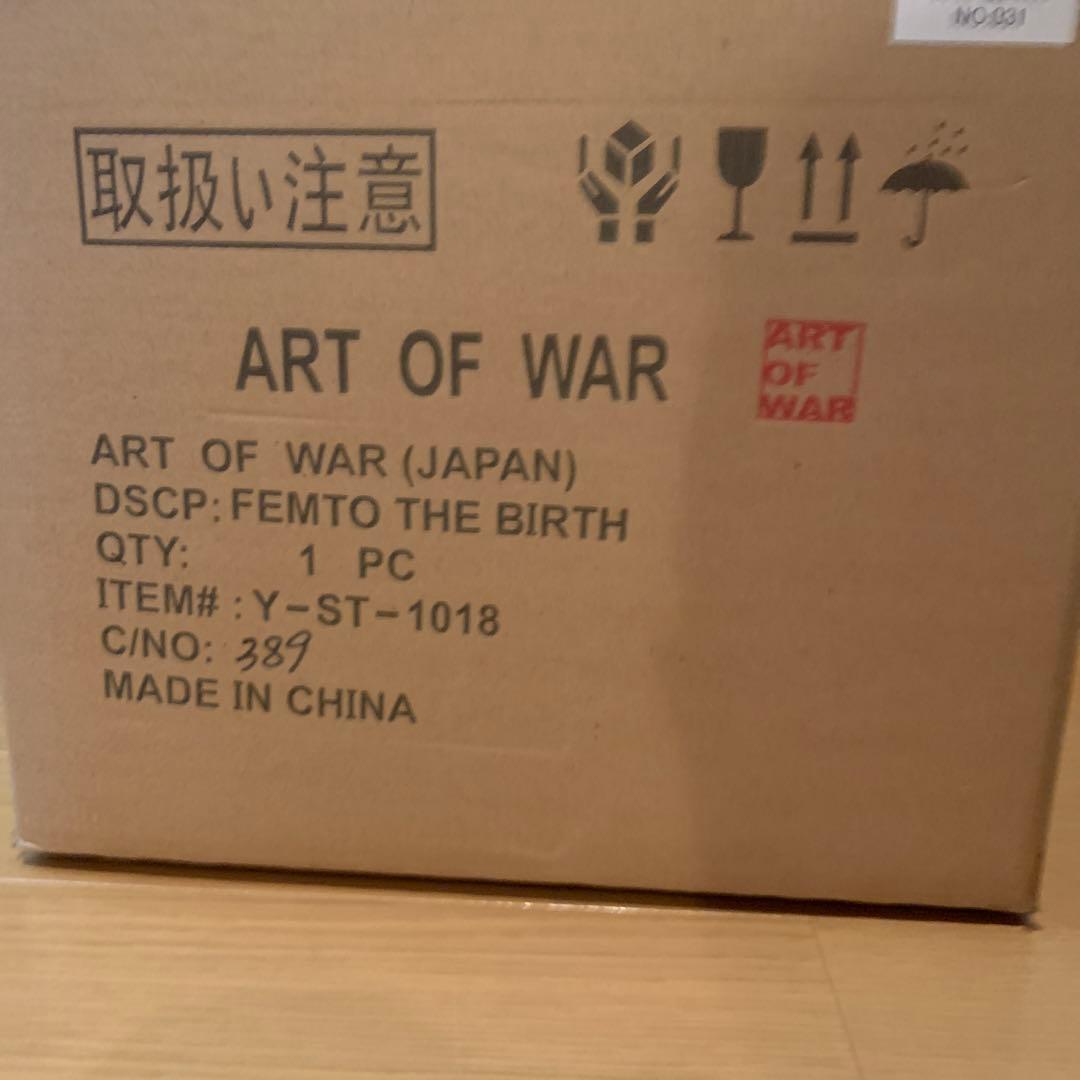 NO:031
取扱い注意
ART OF WAR
ART
OF
WAR
ART OF WAR (JAPAN)
DSCP: FEMTO THE BIRTH
QTY: 1 PC
ITEM# : Y-ST-1018
C/NO: 389
MADE IN CHINA